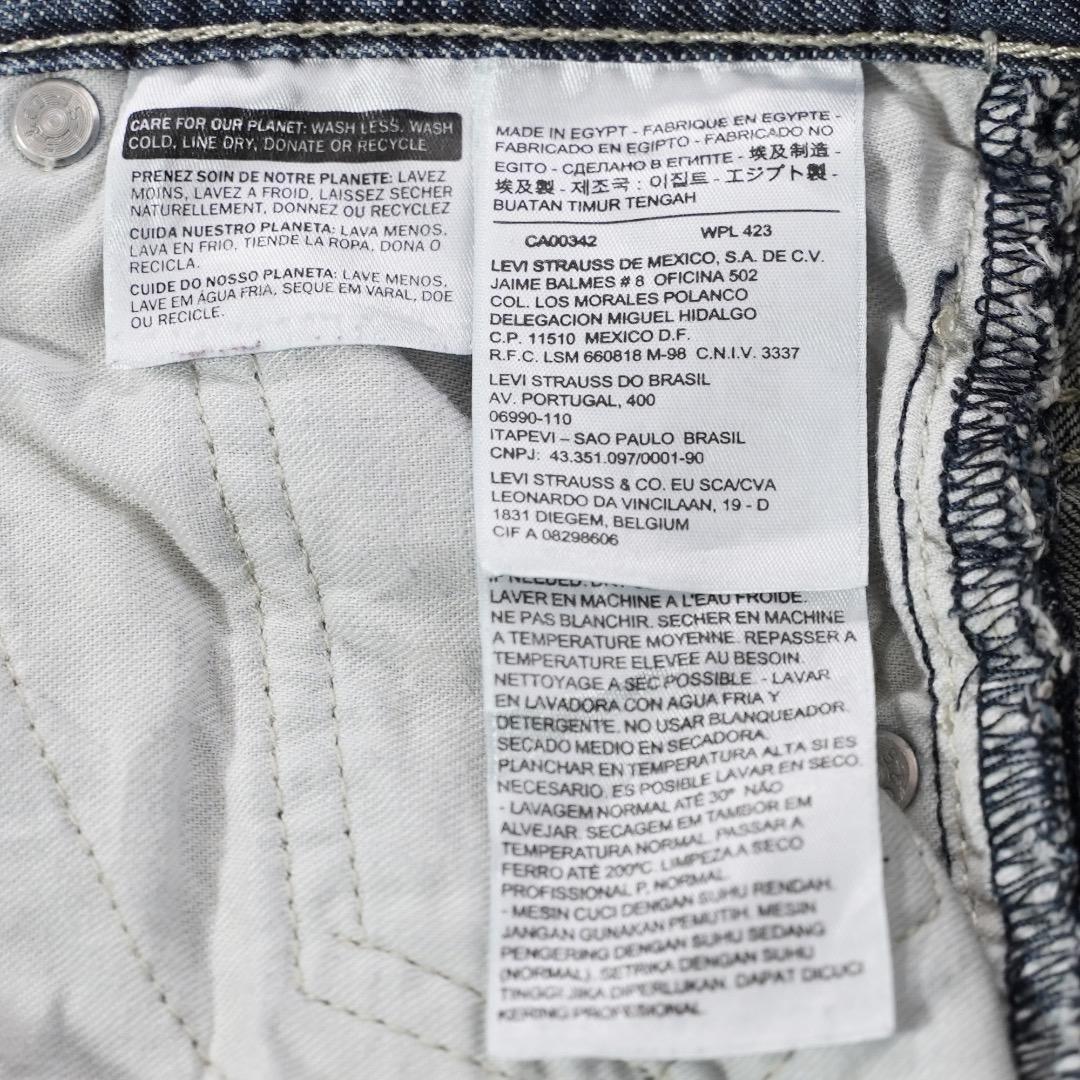 CARE FOR OUR PLANET: WASH LESS, WASH
COLD, LINE DRY, DONATE OR RECYCLE
PRENEZ SOIN DE NOTRE PLANETE: LAVEZ
MOINS, LAVEZ A FROID, LAISSEZ SECHER
NATURELLEMENT, DONNEZ OU RECYCLEZ
CUIDA NUESTRO PLANETA: LAVA MENOS,
LAVA EN FRIO, TIENDE LA ROPA, DONA O
RECICLA.
CUIDE DO NOSSO PLANETA: LAVE MENOS,
LAVE EM ÁGUA FRIA, SEQUE EM VARAL, DOE
OU RECICLE.
MADE IN EGYPT - FABRIQUE EN EGYPTE -
FABRICADO EN EGIPTO - FABRICADO NO
EGITO - СДЕЛАНО В ЕГИПТЕ - 埃及制造 -
埃及製 - 제조국 : 이집트 - エジプト製 -
BUATAN TIMUR TENGAH
CA00342 WPL 423
LEVI STRAUSS DE MEXICO, S.A. DE C.V.
JAIME BALMES # 8 OFICINA 502
COL. LOS MORALES POLANCO
DELEGACION MIGUEL HIDALGO
C.P. 11510 MEXICO D.F.
R.F.C. LSM 660818 M-98 C.N.I.V. 3337
LEVI STRAUSS DO BRASIL
AV. PORTUGAL, 400
06990-110
ITAPEVI – SAO PAULO BRASIL
CNPJ: 43.351.097/0001-90
LEVI STRAUSS & CO. EU SCA/CVA
LEONARDO DA VINCILAAN, 19 - D
1831 DIEGEM, BELGIUM
CIF A 08298606
IF NEEDED. DRY
LAVER EN MACHINE A L'EAU FROIDE.
NE PAS BLANCHIR. SECHER EN MACHINE
A TEMPERATURE MOYENNE. REPASSER A
TEMPERATURE ELEVEE AU BESOIN.
NETTOYAGE A SEC POSSIBLE. - LAVAR
EN LAVADORA CON AGUA FRIA Y
DETERGENTE. NO USAR BLANQUEADOR.
SECADO MEDIO EN SECADORA.
PLANCHAR EN TEMPERATURA ALTA SI ES
NECESARIO. ES POSIBLE LAVAR EN SECO.
- LAVAGEM NORMAL ATÉ 30° NÃO
ALVEJAR. SECAGEM EM TAMBOR EM
TEMPERATURA NORMAL. PASSAR A
FERRO ATÉ 200ºC. LIMPEZA A SECO
PROFISSIONAL P, NORMAL.
- MESIN CUCI DENGAN SUHU RENDAH.
JANGAN GUNAKAN PEMUTIH. MESIN
PENGERING DENGAN SUHU SEDANG
(NORMAL). SETRIKA DENGAN SUHU
TINGGI JIKA DIPERLUKAN. DAPAT DICUCI
KERING PROFESIONAL.